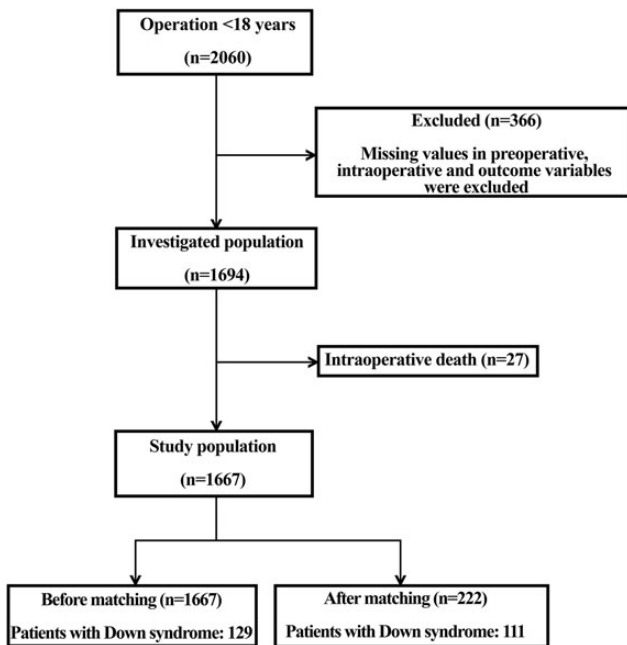 Operation <18 years
(n=2060)
Excluded (n=366)
Missing values in preoperative,
intraoperative and outcome variables
were excluded
Investigated population
(n=1694)
Intraoperative death (n=27)
Study population
(n=1667)
Before matching (n=1667)
Patients with Down syndrome: 129
After matching (n=222)
Patients with Down syndrome: 111